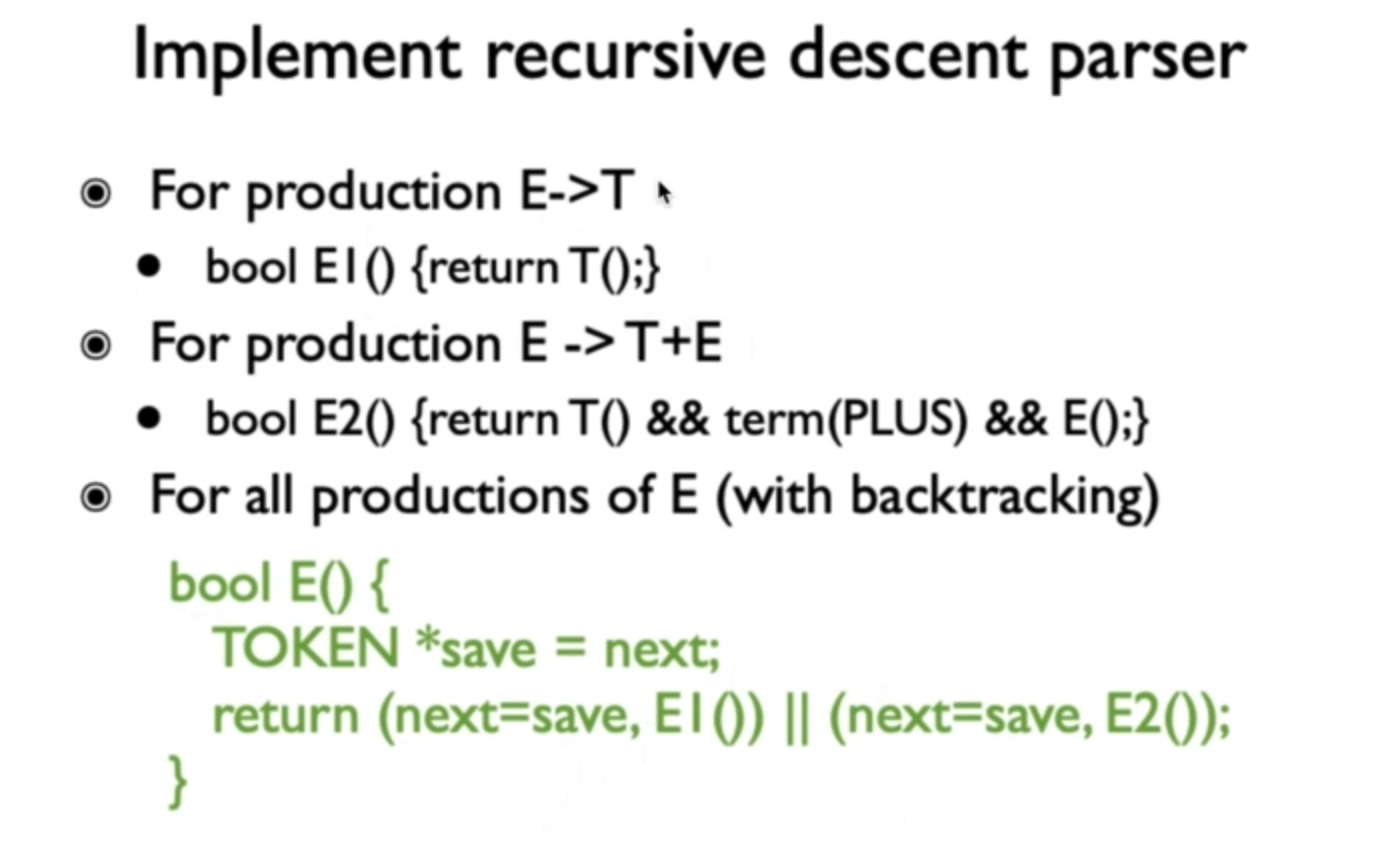 Implement recursive descent parser
For production E->T
bool E1() {return T();}
For production E -> T+E
bool E2() {return T() && term(PLUS) && E();}
For all productions of E (with backtracking)
bool E() {
TOKEN *save = next;
return (next=save, E1()) || (next=save, E2());
}